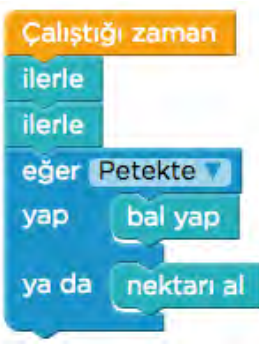 Çalıştığı zaman
ilerle
ilerle
eğer Petekte
yap bal yap
ya da nektarı al